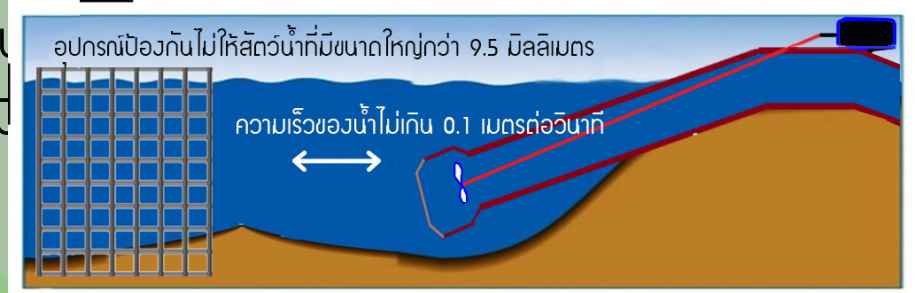 อุปกรณ์ป้องกันไม่ให้สัตว์น้ำที่มีขนาดใหญ่กว่า 9.5 มิลลิเมตร
ความเร็วของน้ำไม่เกิน 0.1 เมตรต่อวินาที